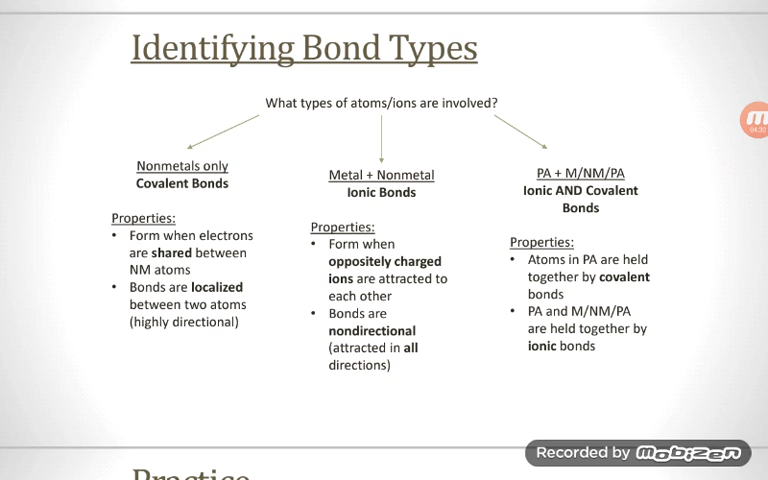 Identifying Bond Types
What types of atoms/ions are involved?
Nonmetals only
Covalent Bonds
Properties:
• Form when electrons
are shared between
NM atoms
• Bonds are localized
between two atoms
(highly directional)
Metal + Nonmetal
Ionic Bonds
Properties:
• Form when
oppositely charged
ions are attracted to
each other
• Bonds are
nondirectional
(attracted in all
directions)
PA + M/NM/PA
Ionic AND Covalent
Bonds
Properties:
• Atoms in PA are held
together by covalent
bonds
• PA and M/NM/PA
are held together by
ionic bonds
04:30
Recorded by mobizen
Practice